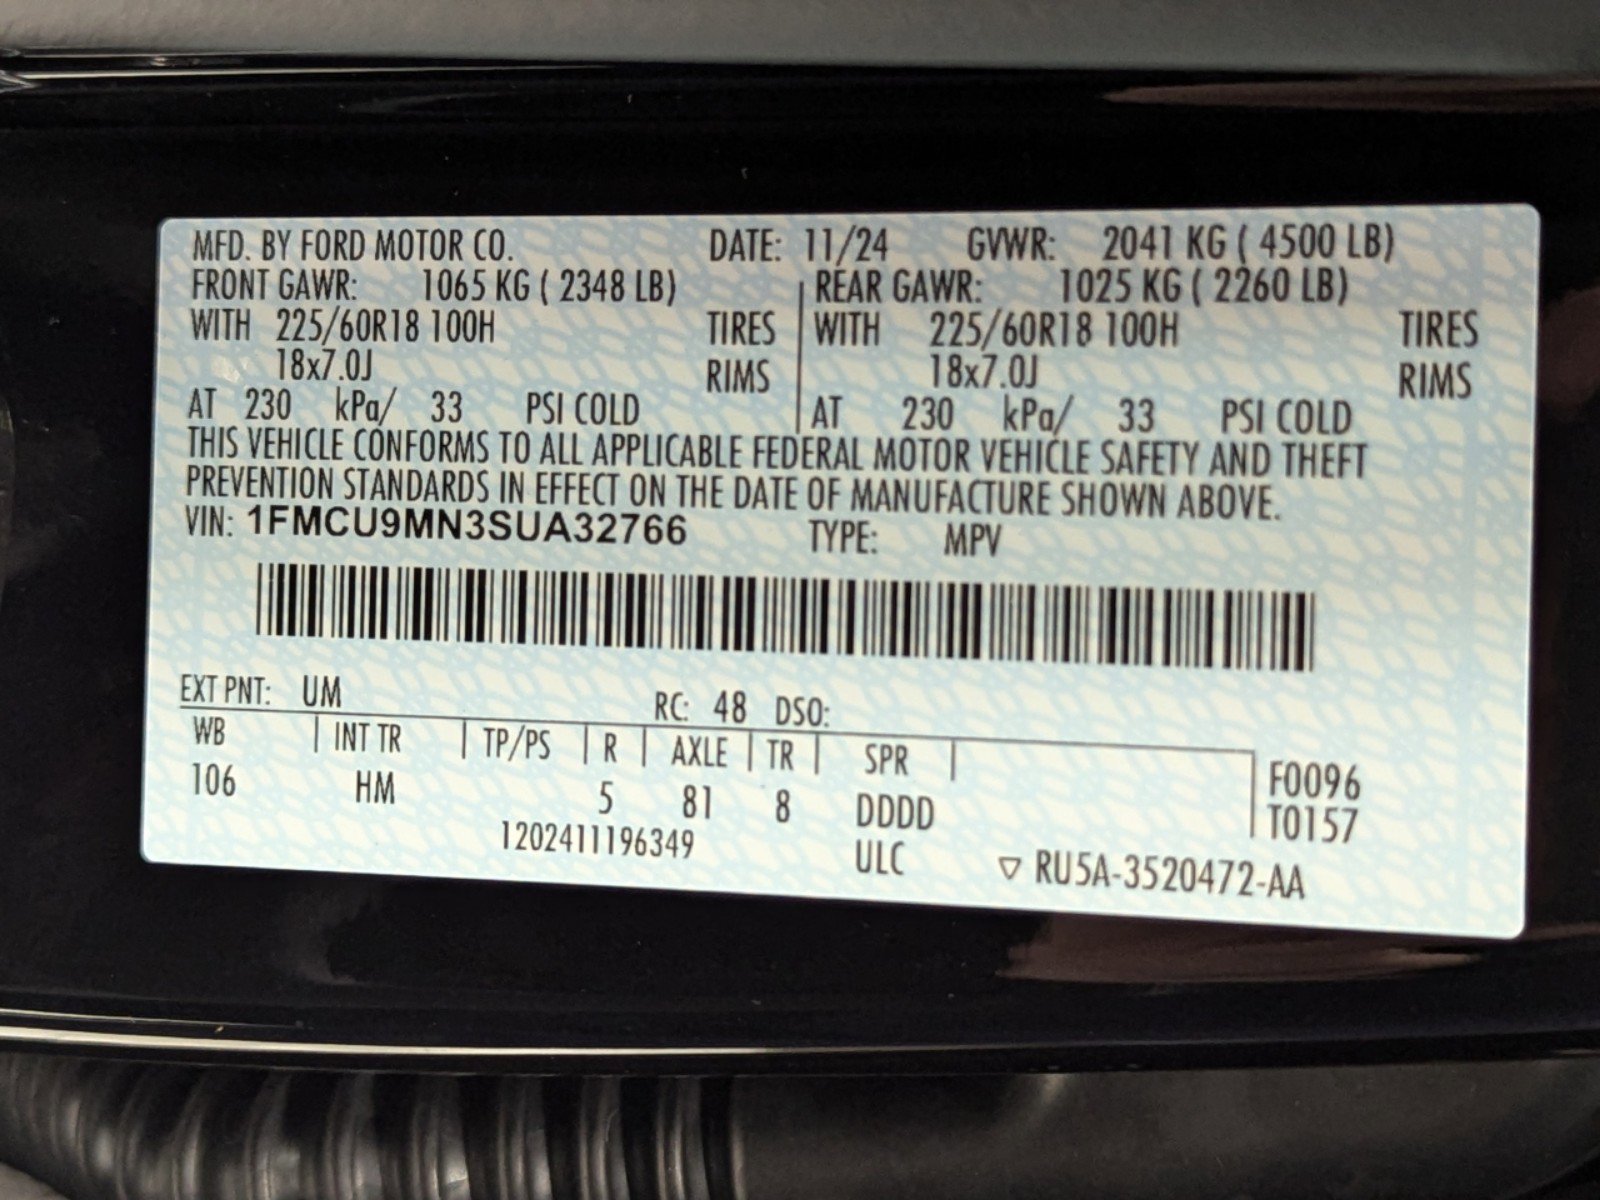 MFD. BY FORD MOTOR CO. DATE: 11/24 GVWR: 2041 KG ( 4500 LB)
FRONT GAWR: 1065 KG ( 2348 LB) REAR GAWR: 1025 KG ( 2260 LB)
WITH 225/60R18 100H TIRES WITH 225/60R18 100H TIRES
18x7.0J RIMS 18x7.0J RIMS
AT 230 kPa/ 33 PSI COLD AT 230 kPa/ 33 PSI COLD
THIS VEHICLE CONFORMS TO ALL APPLICABLE FEDERAL MOTOR VEHICLE SAFETY AND THEFT
PREVENTION STANDARDS IN EFFECT ON THE DATE OF MANUFACTURE SHOWN ABOVE.
VIN: 1FMCU9MN3SUA32766 TYPE: MPV
EXT PNT: UM RC: 48 DSO:
WB INT TR TP/PS R AXLE TR SPR
106 HM 5 81 8 DDDD
F0096
T0157
1202411196349 ULC ▽ RU5A-3520472-AA